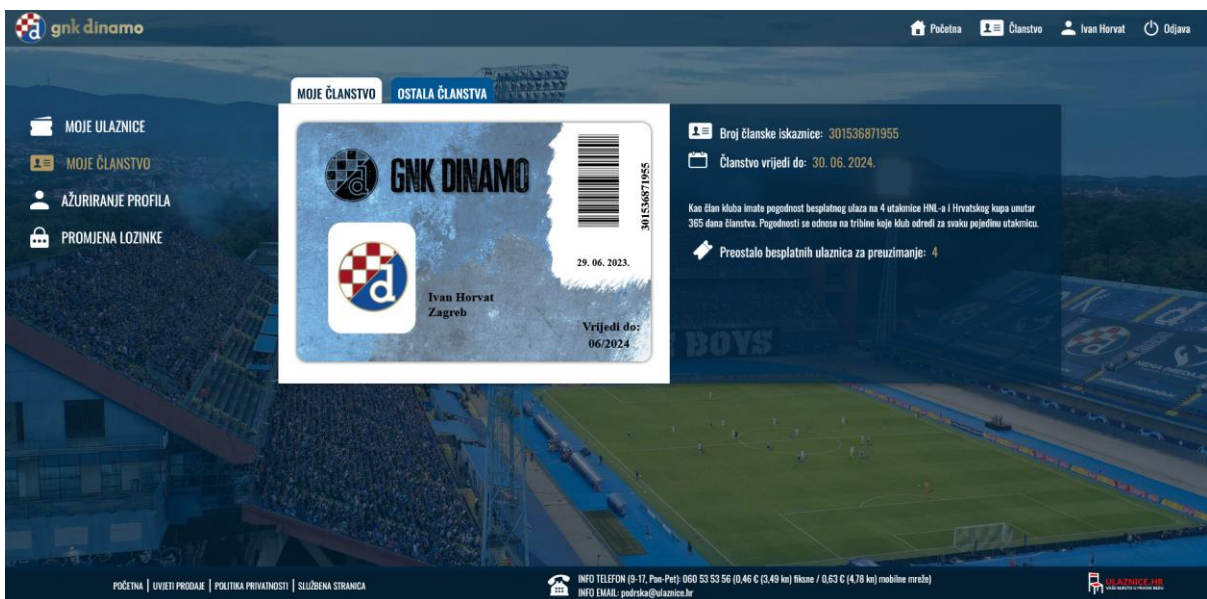 gnk dinamo
Početna
Članstvo
Ivan Horvat
Odjava
MOJE ULAZNICE
MOJE ČLANSTVO
AŽURIRANJE PROFILA
PROMJENA LOZINKE
MOJE ČLANSTVO
OSTALA ČLANSTVA
GNK DINAMO
301536871955
29. 06. 2023.
Ivan Horvat
Zagreb
Vrijedi do:
06/2024
Broj članske iskaznice: 301536871955
Članstvo vrijedi do: 30. 06. 2024.
Kao član kluba imate pogodnost besplatnog ulaza na 4 utakmice HNL-a i Hrvatskog kupa unutar
365 dana članstva. Pogodnosti se odnose na tribine koje klub odredi za svaku pojedinu utakmicu.
Preostalo besplatnih ulaznica za preuzimanje: 4
BOYS
POČETNA | UVJETI PRODAJE | POLITIKA PRIVATNOSTI | SLUŽBENA STRANICA
INFO TELEFON (9-17, Pon-Pet): 060 53 53 56 (0,46 € (3,49 kn) fiksne / 0,63 € (4,78 kn) mobilne mreže)
INFO EMAIL: podrska@ulaznice.hr
ULAZNICE.HR